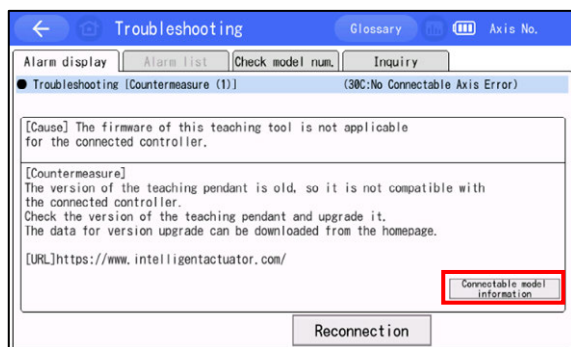 Troubleshooting
Glossary
Axis No.
Alarm display
Alarm list
Check model num.
Inquiry
● Troubleshooting [Countermeasure (1)]
(30C:No Connectable Axis Error)
[Cause] The firmware of this teaching tool is not applicable
for the connected controller.
[Countermeasure]
The version of the teaching pendant is old, so it is not compatible with
the connected controller.
Check the version of the teaching pendant and upgrade it.
The data for version upgrade can be downloaded from the homepage.
[URL]https://www.intelligentactuator.com/
Connectable model
information
Reconnection